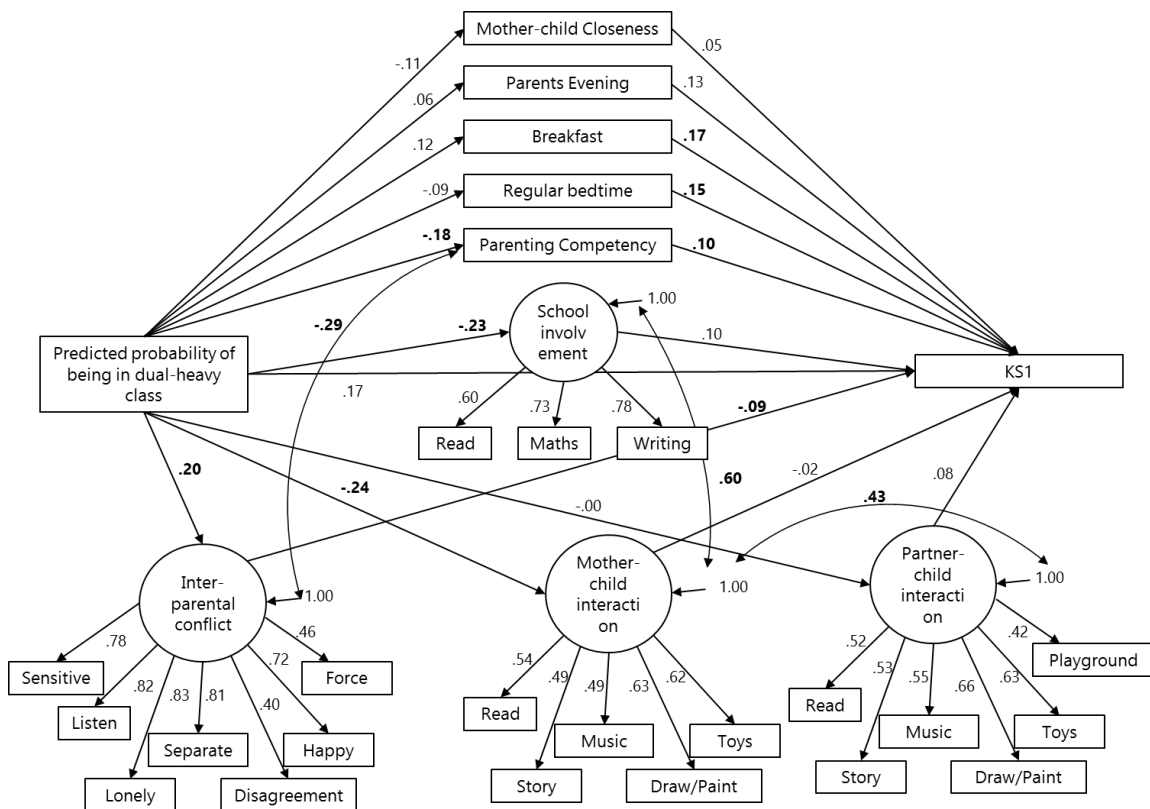 Mother-child Closeness
.05
-.11
Parents Evening
.13
.06
Breakfast
.17
.12
Regular bedtime
.15
-.09
Parenting Competency
.10
-.18
School
involv
ement
1.00
-.29
-.23
.10
Predicted probability of
being in dual-heavy
class
KS1
.17
.60
.73
.78
-.09
Read
Maths
Writing
.20
-.24
.60
-.02
.08
-.00
.43
Inter-
parental
conflict
1.00
Mother-
child
interacti
on
1.00
Partner-
child
interacti
on
1.00
.78
.82
.83
.81
.40
.72
.46
Sensitive
Listen
Lonely
Separate
Disagreement
Happy
Force
.54
.49
.49
.63
.62
Read
Story
Music
Draw/Paint
Toys
.52
.53
.55
.66
.63
.42
Read
Story
Music
Draw/Paint
Toys
Playground